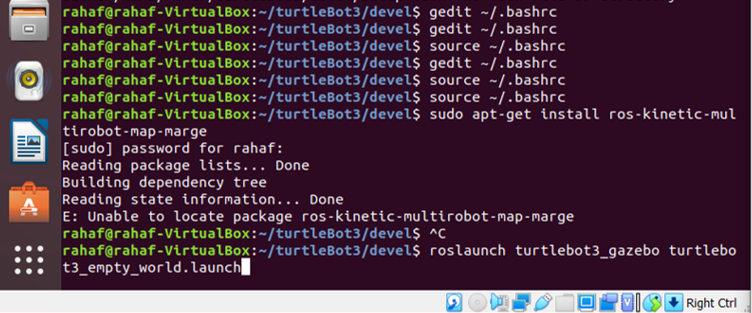 rahaf@rahaf-VirtualBox:~/turtleBot3/devel$ gedit ~/.bashrc
rahaf@rahaf-VirtualBox:~/turtleBot3/devel$ gedit ~/.bashrc
rahaf@rahaf-VirtualBox:~/turtleBot3/devel$ source ~/.bashrc
rahaf@rahaf-VirtualBox:~/turtleBot3/devel$ gedit ~/.bashrc
rahaf@rahaf-VirtualBox:~/turtleBot3/devel$ source ~/.bashrc
rahaf@rahaf-VirtualBox:~/turtleBot3/devel$ source ~/.bashrc
rahaf@rahaf-VirtualBox:~/turtleBot3/devel$ sudo apt-get install ros-kinetic-mul
tirobot-map-marge
[sudo] password for rahaf:
Reading package lists... Done
Building dependency tree
Reading state information... Done
E: Unable to locate package ros-kinetic-multirobot-map-marge
rahaf@rahaf-VirtualBox:~/turtleBot3/devel$ ^C
rahaf@rahaf-VirtualBox:~/turtleBot3/devel$ roslaunch turtlebot3_gazebo turtlebo
t3_empty_world.launch
Right Ctrl